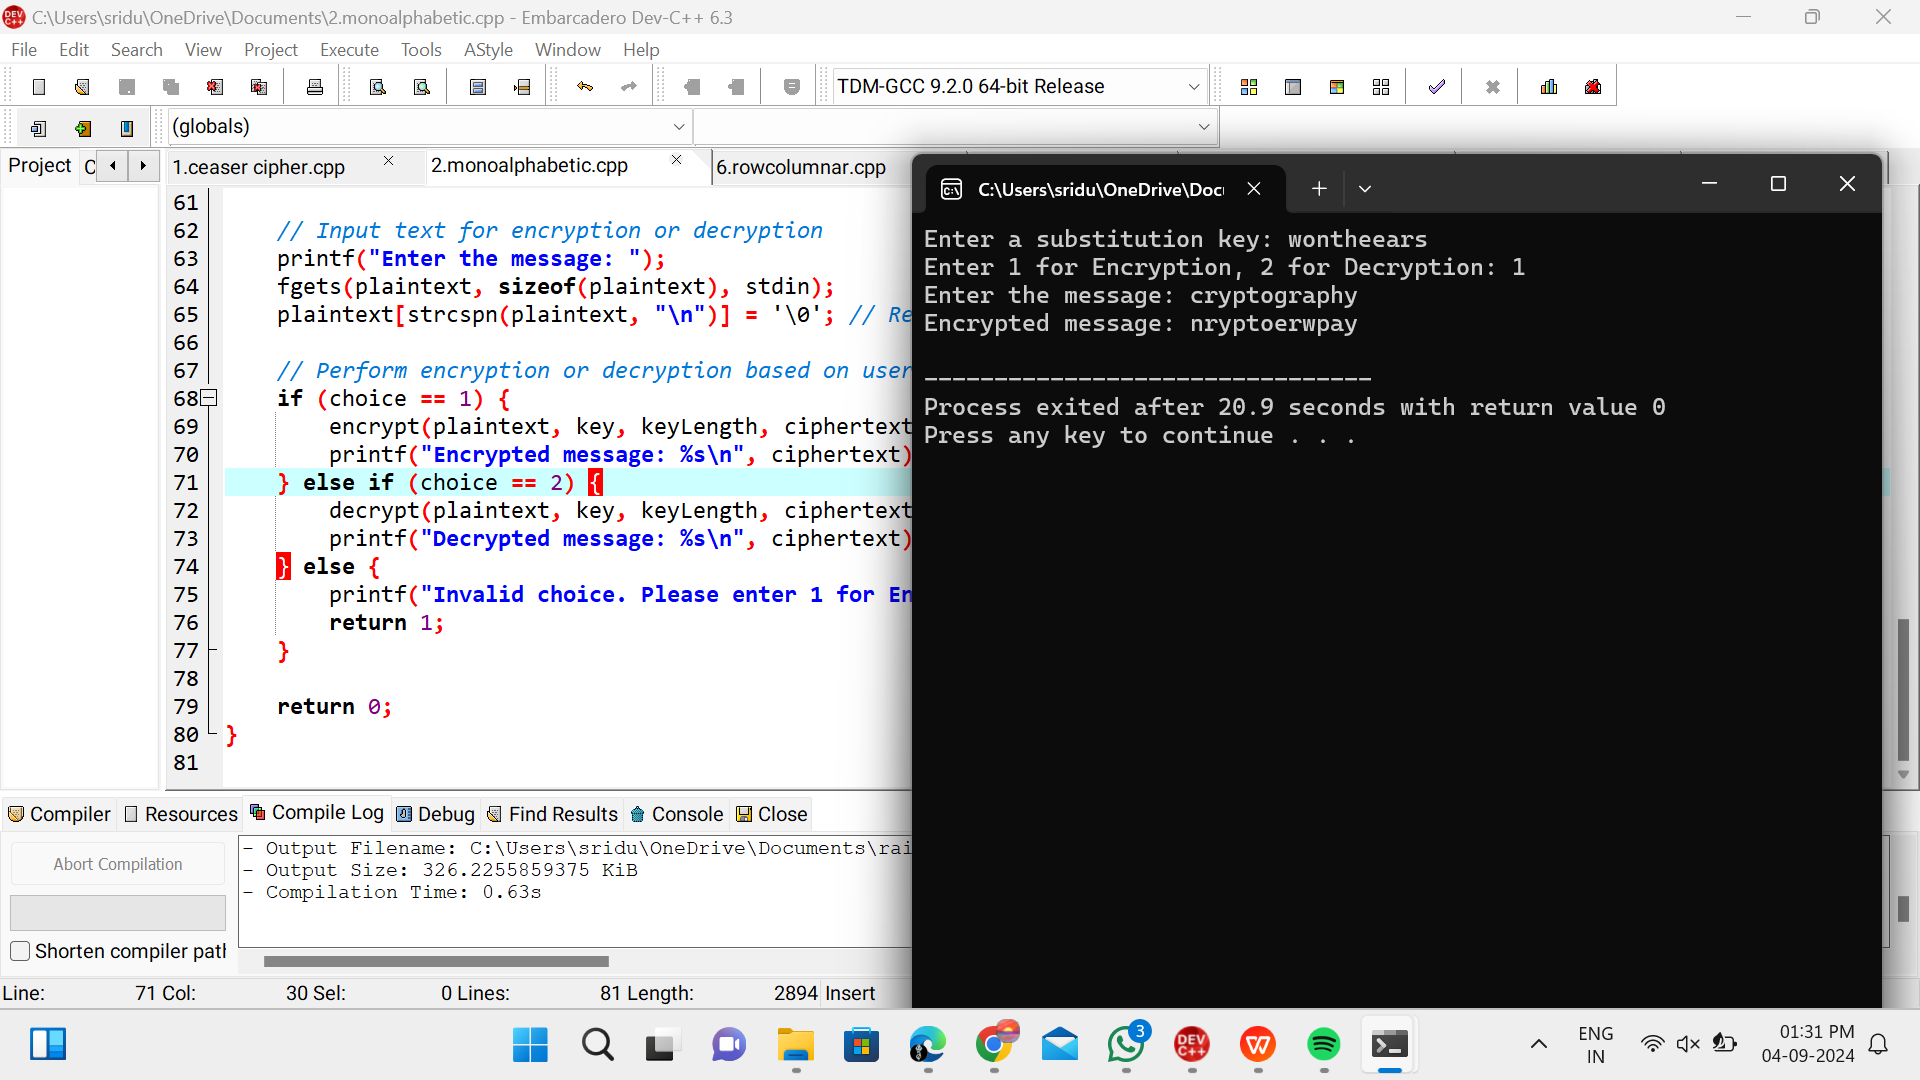 C:\Users\sridu\OneDrive\Documents\2.monoalphabetic.cpp - Embarcadero Dev-C++ 6.3
File Edit Search View Project Execute Tools AStyle Window Help
TDM-GCC 9.2.0 64-bit Release
(globals)
Project C 1.ceaser cipher.cpp 2.monoalphabetic.cpp 6.rowcolumnar.cpp
61
62 // Input text for encryption or decryption
63 printf("Enter the message: ");
64 fgets(plaintext, sizeof(plaintext), stdin);
65 plaintext[strcspn(plaintext, "\n")] = '\0'; // Re
66
67 // Perform encryption or decryption based on user
68 if (choice == 1) {
69 encrypt(plaintext, key, keyLength, ciphertext
70 printf("Encrypted message: %s\n", ciphertext)
71 } else if (choice == 2) {
72 decrypt(plaintext, key, keyLength, ciphertext
73 printf("Decrypted message: %s\n", ciphertext)
74 } else {
75 printf("Invalid choice. Please enter 1 for En
76 return 1;
77 }
78
79 return 0;
80 }
81
C:\Users\sridu\OneDrive\Docu
Enter a substitution key: wontheears
Enter 1 for Encryption, 2 for Decryption: 1
Enter the message: cryptography
Encrypted message: nryptoerwpay
--------------------------------
Process exited after 20.9 seconds with return value 0
Press any key to continue . . .
Compiler Resources Compile Log Debug Find Results Console Close
Abort Compilation
Shorten compiler path
- Output Filename: C:\Users\sridu\OneDrive\Documents\rai
- Output Size: 326.2255859375 KiB
- Compilation Time: 0.63s
Line: 71 Col: 30 Sel: 0 Lines: 81 Length: 2894 Insert
3
DEV C++
ENG
IN
01:31 PM
04-09-2024